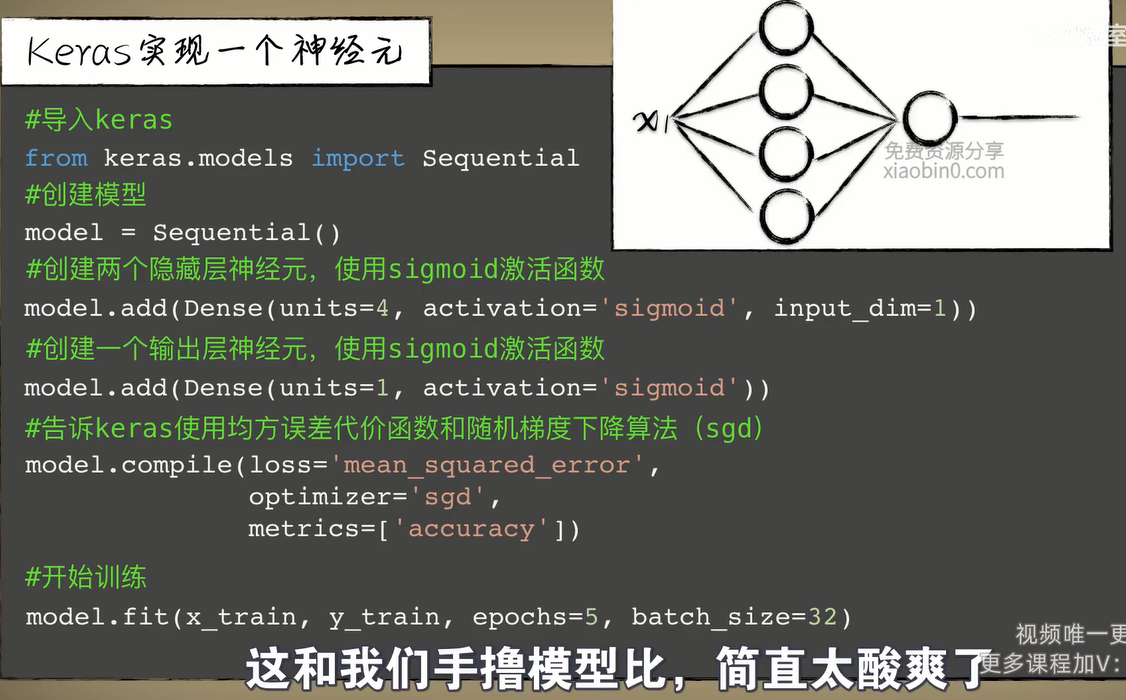 Keras实现一个神经元
#导入keras
from keras.models import Sequential
#创建模型
model = Sequential()
#创建两个隐藏层神经元，使用sigmoid激活函数
model.add(Dense(units=4, activation='sigmoid', input_dim=1))
#创建一个输出层神经元，使用sigmoid激活函数
model.add(Dense(units=1, activation='sigmoid'))
#告诉keras使用均方误差代价函数和随机梯度下降算法（sgd）
model.compile(loss='mean_squared_error',
optimizer='sgd',
metrics=['accuracy'])
#开始训练
model.fit(x_train, y_train, epochs=5, batch_size=32)
x1
免费资源分享
xiaobin0.com
室
视频唯一更
更多课程加V:
这和我们手撸模型比，简直太酸爽了